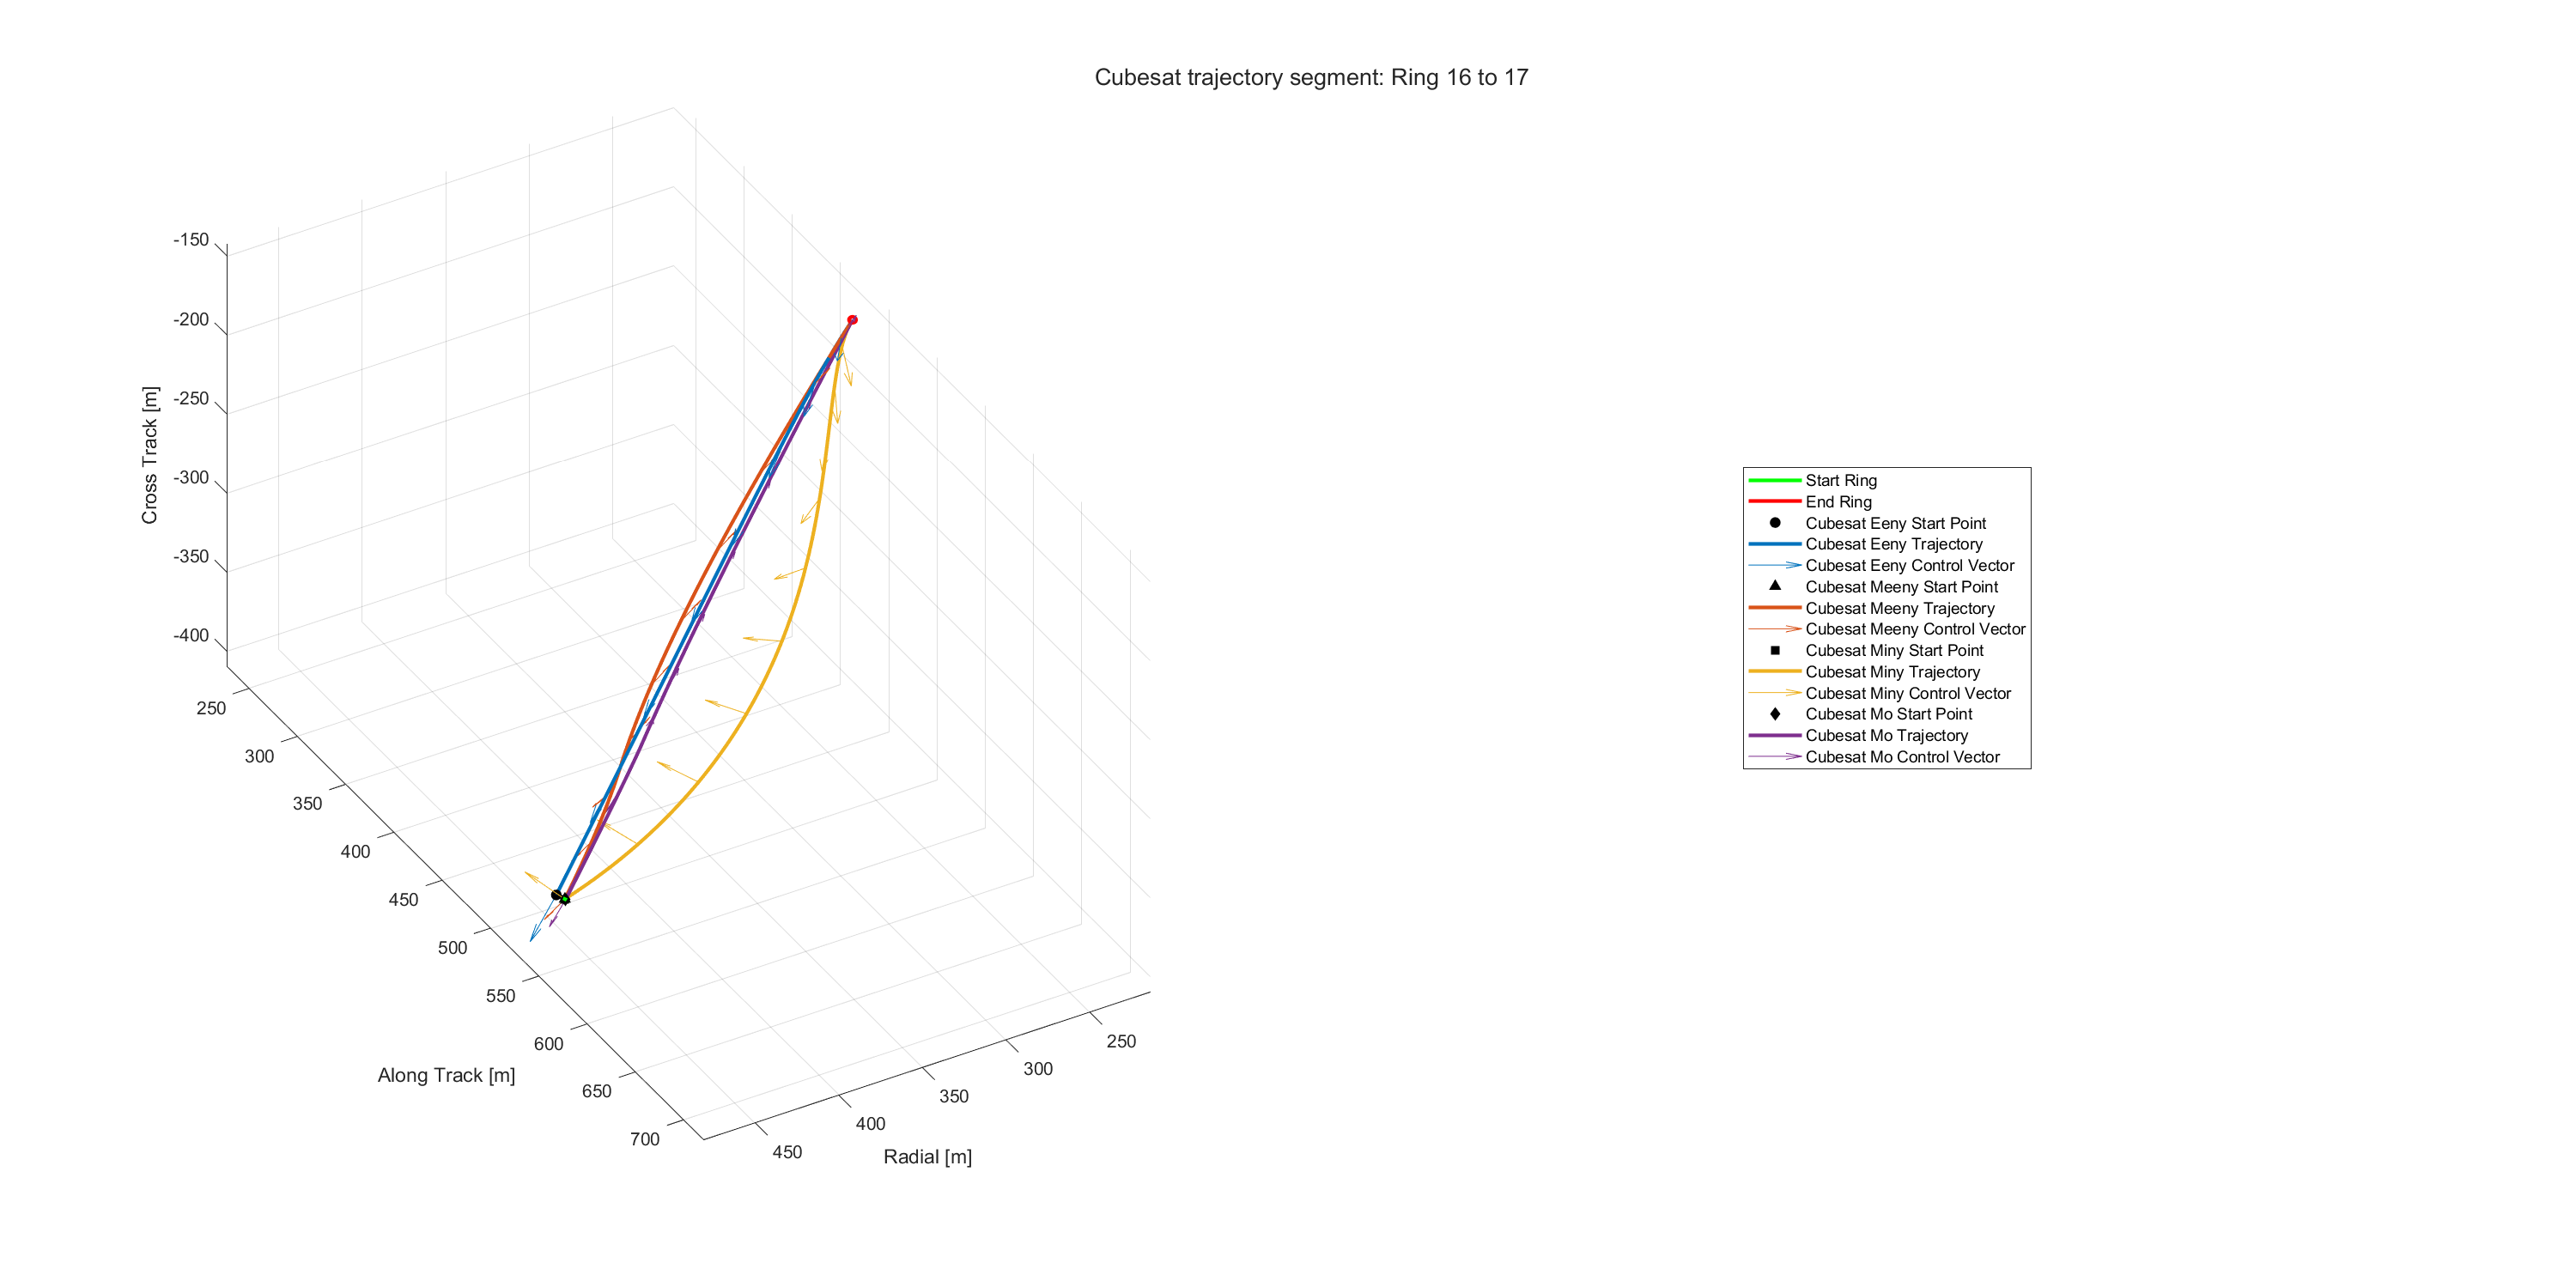 Cubesat trajectory segment: Ring 16 to 17
-150
-200
-250
-300
-350
-400
Cross Track [m]
250
300
350
400
450
500
550
600
650
700
Along Track [m]
450
400
350
300
250
Radial [m]
Start Ring
End Ring
Cubesat Eeny Start Point
Cubesat Eeny Trajectory
Cubesat Eeny Control Vector
Cubesat Meeny Start Point
Cubesat Meeny Trajectory
Cubesat Meeny Control Vector
Cubesat Miny Start Point
Cubesat Miny Trajectory
Cubesat Miny Control Vector
Cubesat Mo Start Point
Cubesat Mo Trajectory
Cubesat Mo Control Vector